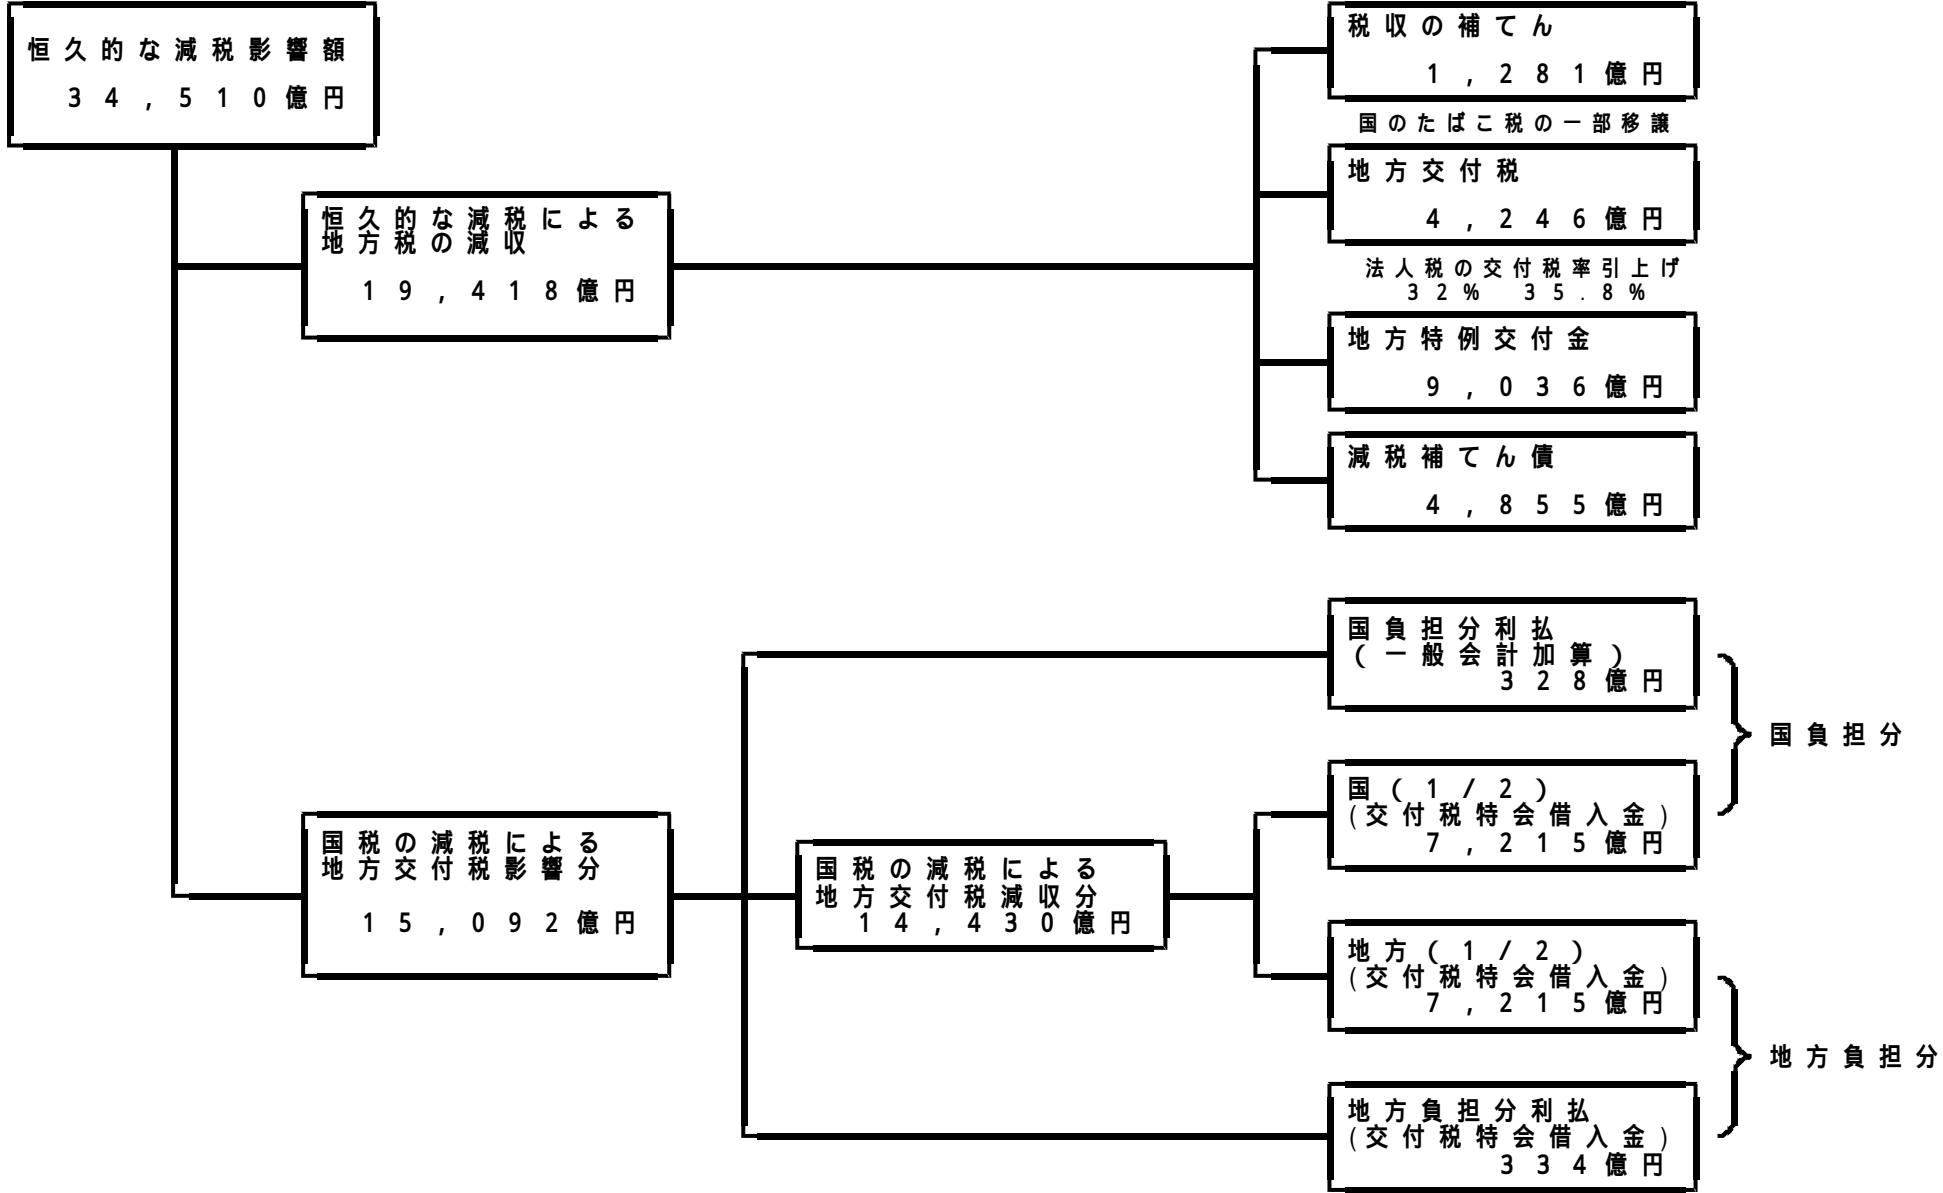 恒久的な減税影響額
34,510億円
恒久的な減税による
地方税の減収
19,418億円
税収の補てん
1,281億円
国のたばこ税の一部移譲
地方交付税
4,246億円
法人税の交付税率引上げ
32% 35.8%
地方特例交付金
9,036億円
減税補てん債
4,855億円
国税の減税による
地方交付税影響分
15,092億円
国税の減税による
地方交付税減収分
14,430億円
国負担分利払
(一般会計加算)
328億円
国(1/2)
(交付税特会借入金)
7,215億円
国負担分
地方(1/2)
(交付税特会借入金)
7,215億円
地方負担分利払
(交付税特会借入金)
334億円
地方負担分